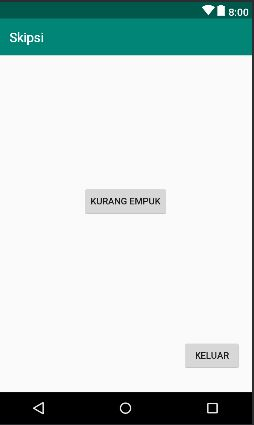 8:00
Skipsi
KURANG EMPUK
KELUAR